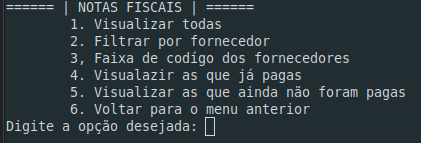 ====== | NOTAS FISCAIS | ======
1. Visualizar todas
2. Filtrar por fornecedor
3, Faixa de codígo dos fornecedores
4. Visualazir as que já pagas
5. Visualizar as que ainda não foram pagas
6. Voltar para o menu anterior
Digite a opção desejada: